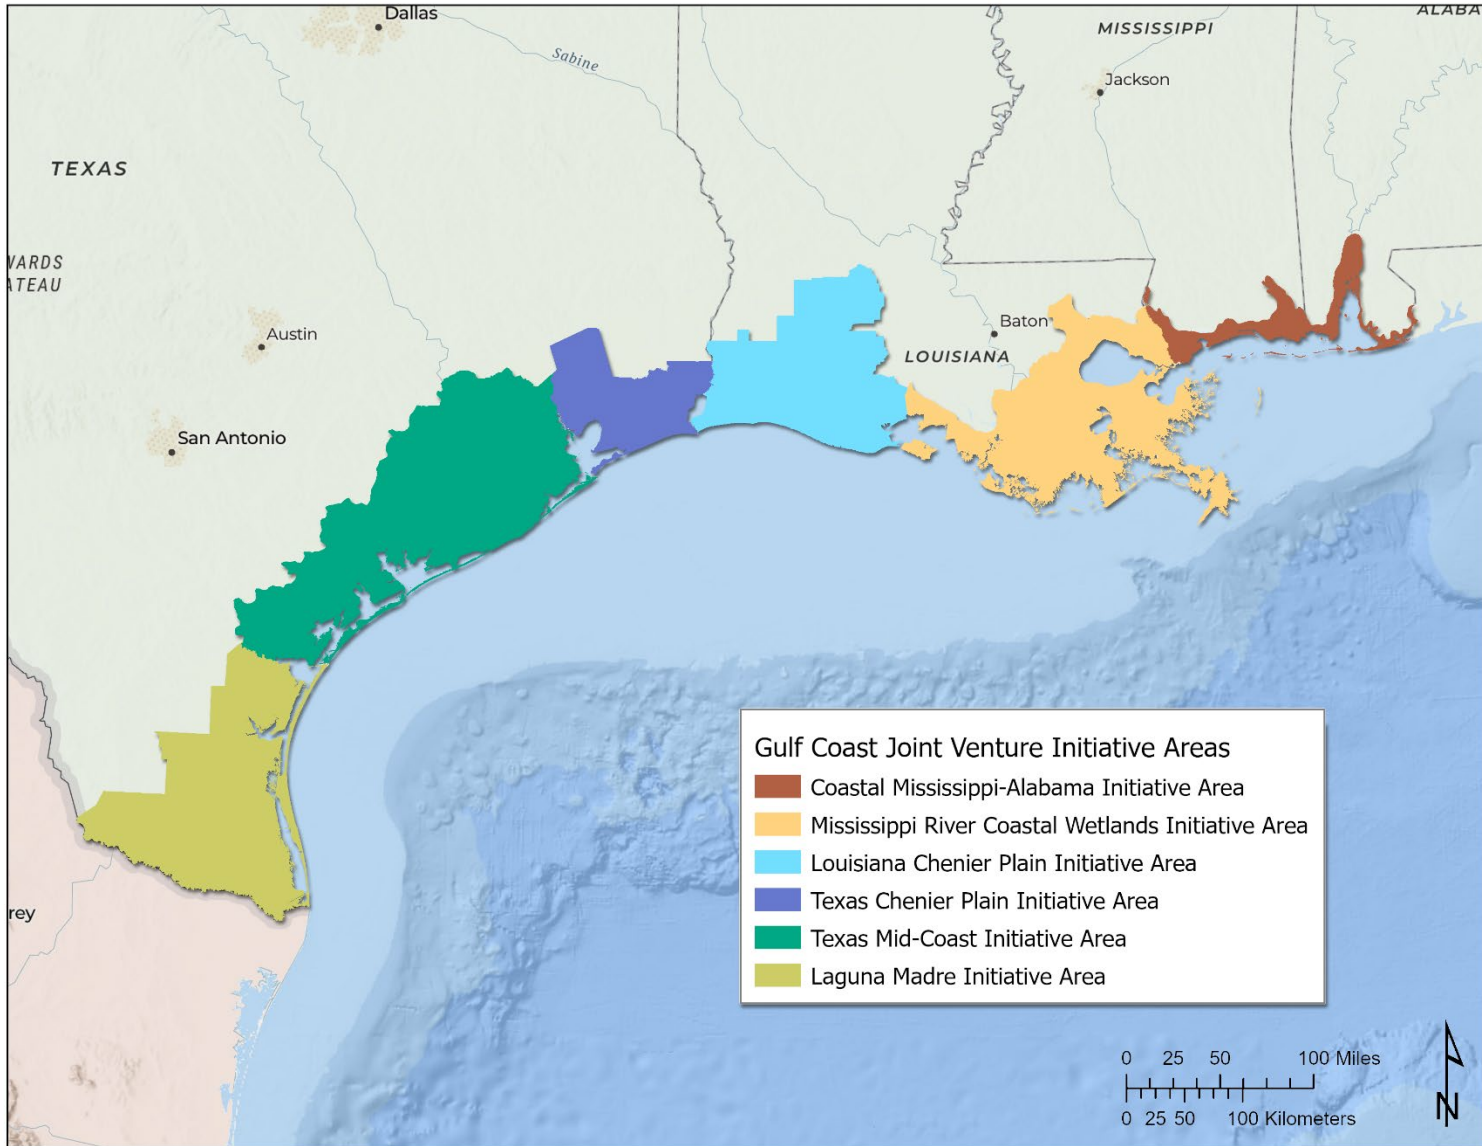 Dallas
ALABA
MISSISSIPPI
Sabine
Jackson
TEXAS
WARDS
ATEAU
Baton
Austin
LOUISIANA
San Antonio
Gulf Coast Joint Venture Initiative Areas
Coastal Mississippi-Alabama Initiative Area
Mississippi River Coastal Wetlands Initiative Area
Louisiana Chenier Plain Initiative Area
Texas Chenier Plain Initiative Area
Texas Mid-Coast Initiative Area
Laguna Madre Initiative Area
rey
0 25 50 100 Miles
0 25 50 100 Kilometers
N